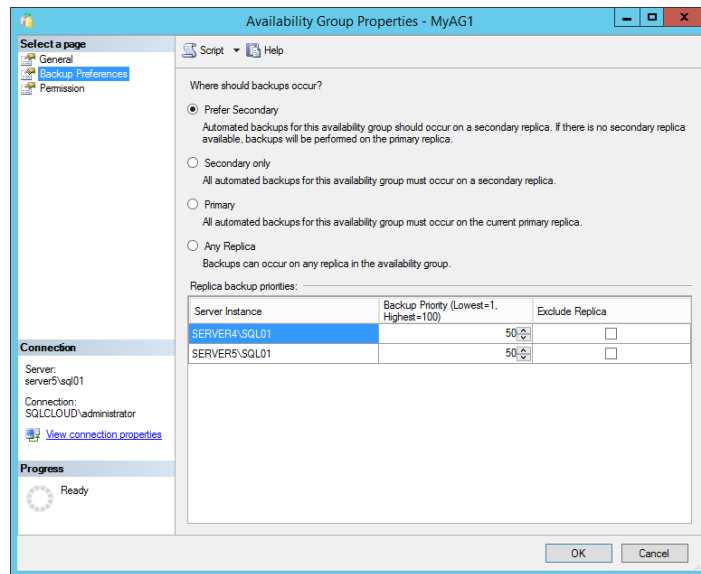 Availability Group Properties - MyAG1
Select a page
General
Backup Preferences
Permission
Script
Help
Where should backups occur?
Prefer Secondary
Automated backups for this availability group should occur on a secondary replica. If there is no secondary replica
available, backups will be performed on the primary replica.
Secondary only
All automated backups for this availability group must occur on a secondary replica.
Primary
All automated backups for this availability group must occur on the current primary replica.
Any Replica
Backups can occur on any replica in the availability group.
Replica backup priorities:
Server Instance
Backup Priority (Lowest=1,
Highest=100)
Exclude Replica
SERVER4\SQL01
50
SERVER5\SQL01
50
Connection
Server:
server5\sql01
Connection:
SQLCLOUD\administrator
View connection properties
Progress
Ready
OK
Cancel